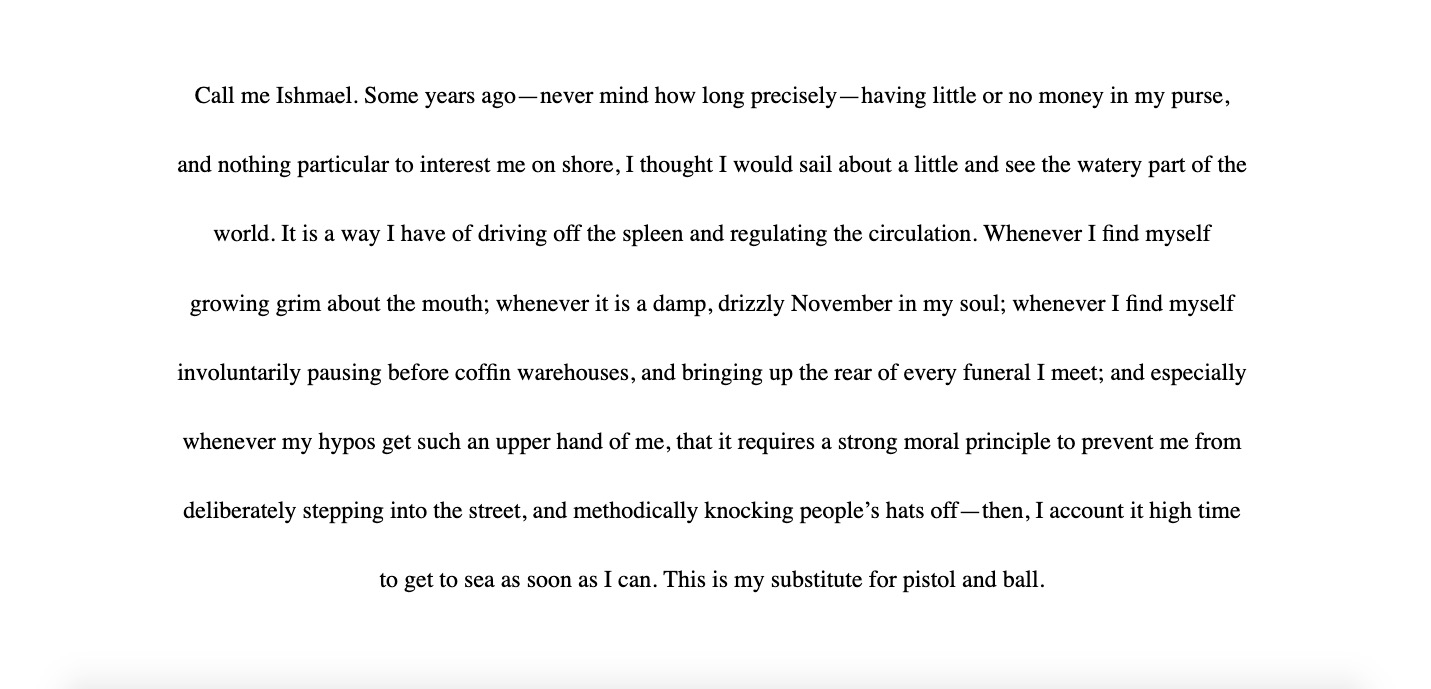 Call me Ishmael. Some years ago—never mind how long precisely—having little or no money in my purse,
and nothing particular to interest me on shore, I thought I would sail about a little and see the watery part of the
world. It is a way I have of driving off the spleen and regulating the circulation. Whenever I find myself
growing grim about the mouth; whenever it is a damp, drizzly November in my soul; whenever I find myself
involuntarily pausing before coffin warehouses, and bringing up the rear of every funeral I meet; and especially
whenever my hypos get such an upper hand of me, that it requires a strong moral principle to prevent me from
deliberately stepping into the street, and methodically knocking people’s hats off—then, I account it high time
to get to sea as soon as I can. This is my substitute for pistol and ball.